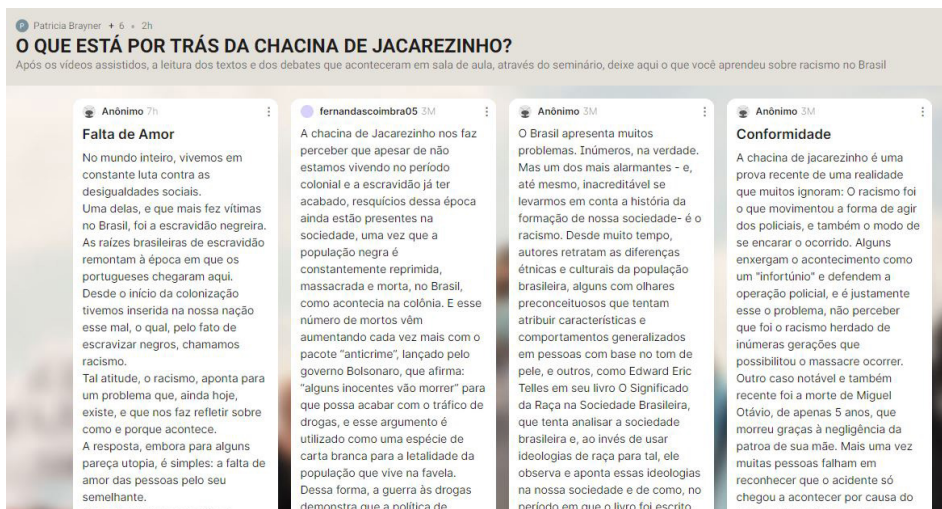 Patricia Brayner + 6 • 2h
O QUE ESTÁ POR TRÁS DA CHACINA DE JACAREZINHO?
Após os vídeos assistidos, a leitura dos textos e dos debates que aconteceram em sala de aula, através do seminário, deixe aqui o que você aprendeu sobre racismo no Brasil
Anônimo 7h
Falta de Amor
No mundo inteiro, vivemos em
constante luta contra as
desigualdades sociais.
Uma delas, e que mais fez vítimas
no Brasil, foi a escravidão negreira.
As raízes brasileiras de escravidão
remontam à época em que os
portugueses chegaram aqui.
Desde o início da colonização
tivemos inserida na nossa nação
esse mal, o qual, pelo fato de
escravizar negros, chamamos
racismo.
Tal atitude, o racismo, aponta para
um problema que, ainda hoje,
existe, e que nos faz refletir sobre
como e porque acontece.
A resposta, embora para alguns
pareça utopia, é simples: a falta de
amor das pessoas pelo seu
semelhante.
fernandascoimbra05 3M
A chacina de Jacarezinho nos faz
perceber que apesar de não
estamos vivendo no período
colonial e a escravidão já ter
acabado, resquícios dessa época
ainda estão presentes na
sociedade, uma vez que a
população negra é
constantemente reprimida,
massacrada e morta, no Brasil,
como acontecia na colônia. E esse
número de mortos vêm
aumentando cada vez mais com o
pacote "anticrime", lançado pelo
governo Bolsonaro, que afirma:
"alguns inocentes vão morrer" para
que possa acabar com o tráfico de
drogas, e esse argumento é
utilizado como uma espécie de
carta branca para a letalidade da
população que vive na favela.
Dessa forma, a guerra às drogas
demonstra que a política de
Anônimo 3M
O Brasil apresenta muitos
problemas. Inúmeros, na verdade.
Mas um dos mais alarmantes - e,
até mesmo, inacreditável se
levarmos em conta a história da
formação de nossa sociedade- é o
racismo. Desde muito tempo,
autores retratam as diferenças
étnicas e culturais da população
brasileira, alguns com olhares
preconceituosos que tentam
atribuir características e
comportamentos generalizados
em pessoas com base no tom de
pele, e outros, como Edward Eric
Telles em seu livro O Significado
da Raça na Sociedade Brasileira,
que tenta analisar a sociedade
brasileira e, ao invés de usar
ideologias de raça para tal, ele
observa e aponta essas ideologias
na nossa sociedade e de como, no
período em que o livro foi escrito
Anônimo 3M
Conformidade
A chacina de jacarezinho é uma
prova recente de uma realidade
que muitos ignoram: O racismo foi
o que movimentou a forma de agir
dos policiais, e também o modo de
se encarar o ocorrido. Alguns
enxergam o acontecimento como
um "infortúnio" e defendem a
operação policial, e é justamente
esse o problema, não perceber
que foi o racismo herdado de
inúmeras gerações que
possibilitou o massacre ocorrer.
Outro caso notável e também
recente foi a morte de Miguel
Otávio, de apenas 5 anos, que
morreu graças à negligência da
patroa de sua mãe. Mais uma vez
muitas pessoas falham em
reconhecer que o acidente só
chegou a acontecer por causa do